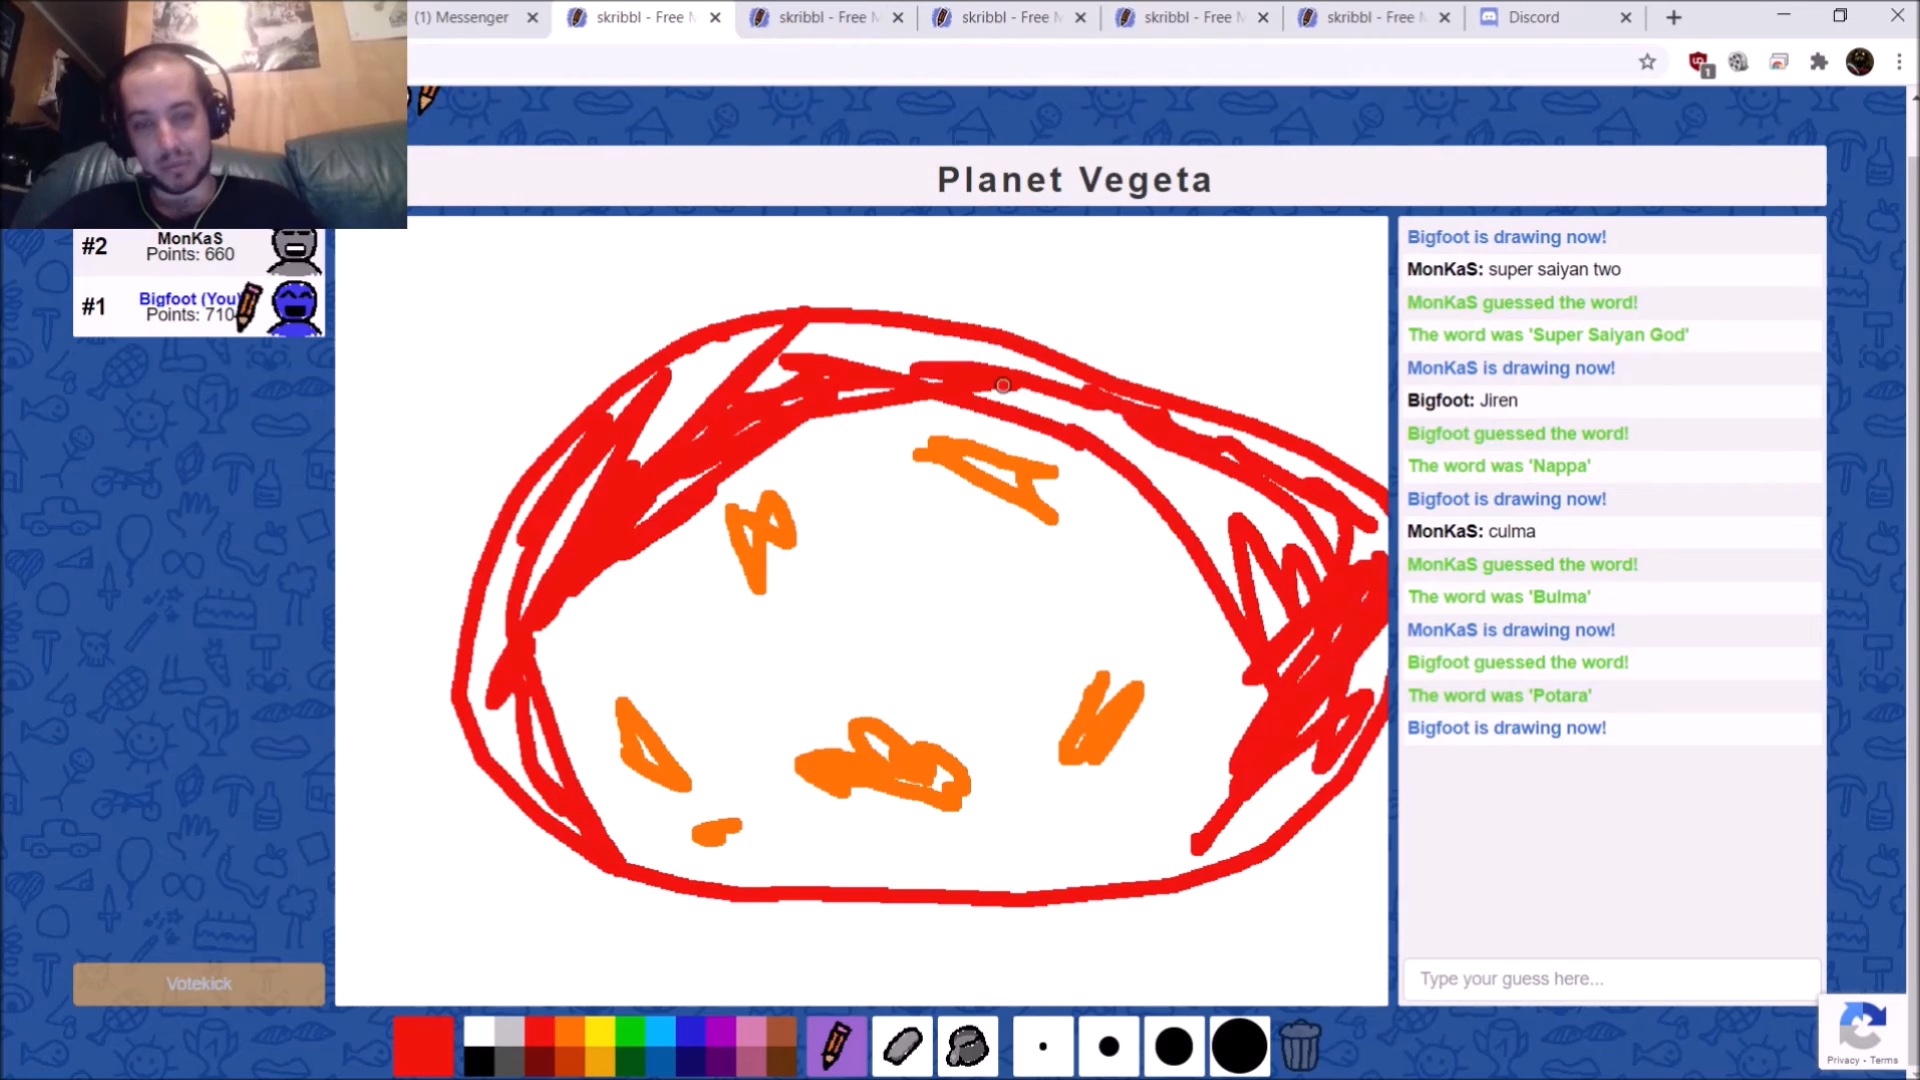 (1) Messenger
skribbl - Free M
skribbl - Free M
skribbl - Free M
skribbl - Free M
skribbl - Free M
Discord
1
Planet Vegeta
#2
MonKaS
Points: 660
#1
Bigfoot (You)
Points: 710
Bigfoot is drawing now!
MonKaS: super saiyan two
MonKaS guessed the word!
The word was 'Super Saiyan God'
MonKaS is drawing now!
Bigfoot: Jiren
Bigfoot guessed the word!
The word was 'Nappa'
Bigfoot is drawing now!
MonKaS: culma
MonKaS guessed the word!
The word was 'Bulma'
MonKaS is drawing now!
Bigfoot guessed the word!
The word was 'Potara'
Bigfoot is drawing now!
Votekick
Type your guess here...
Privacy - Terms